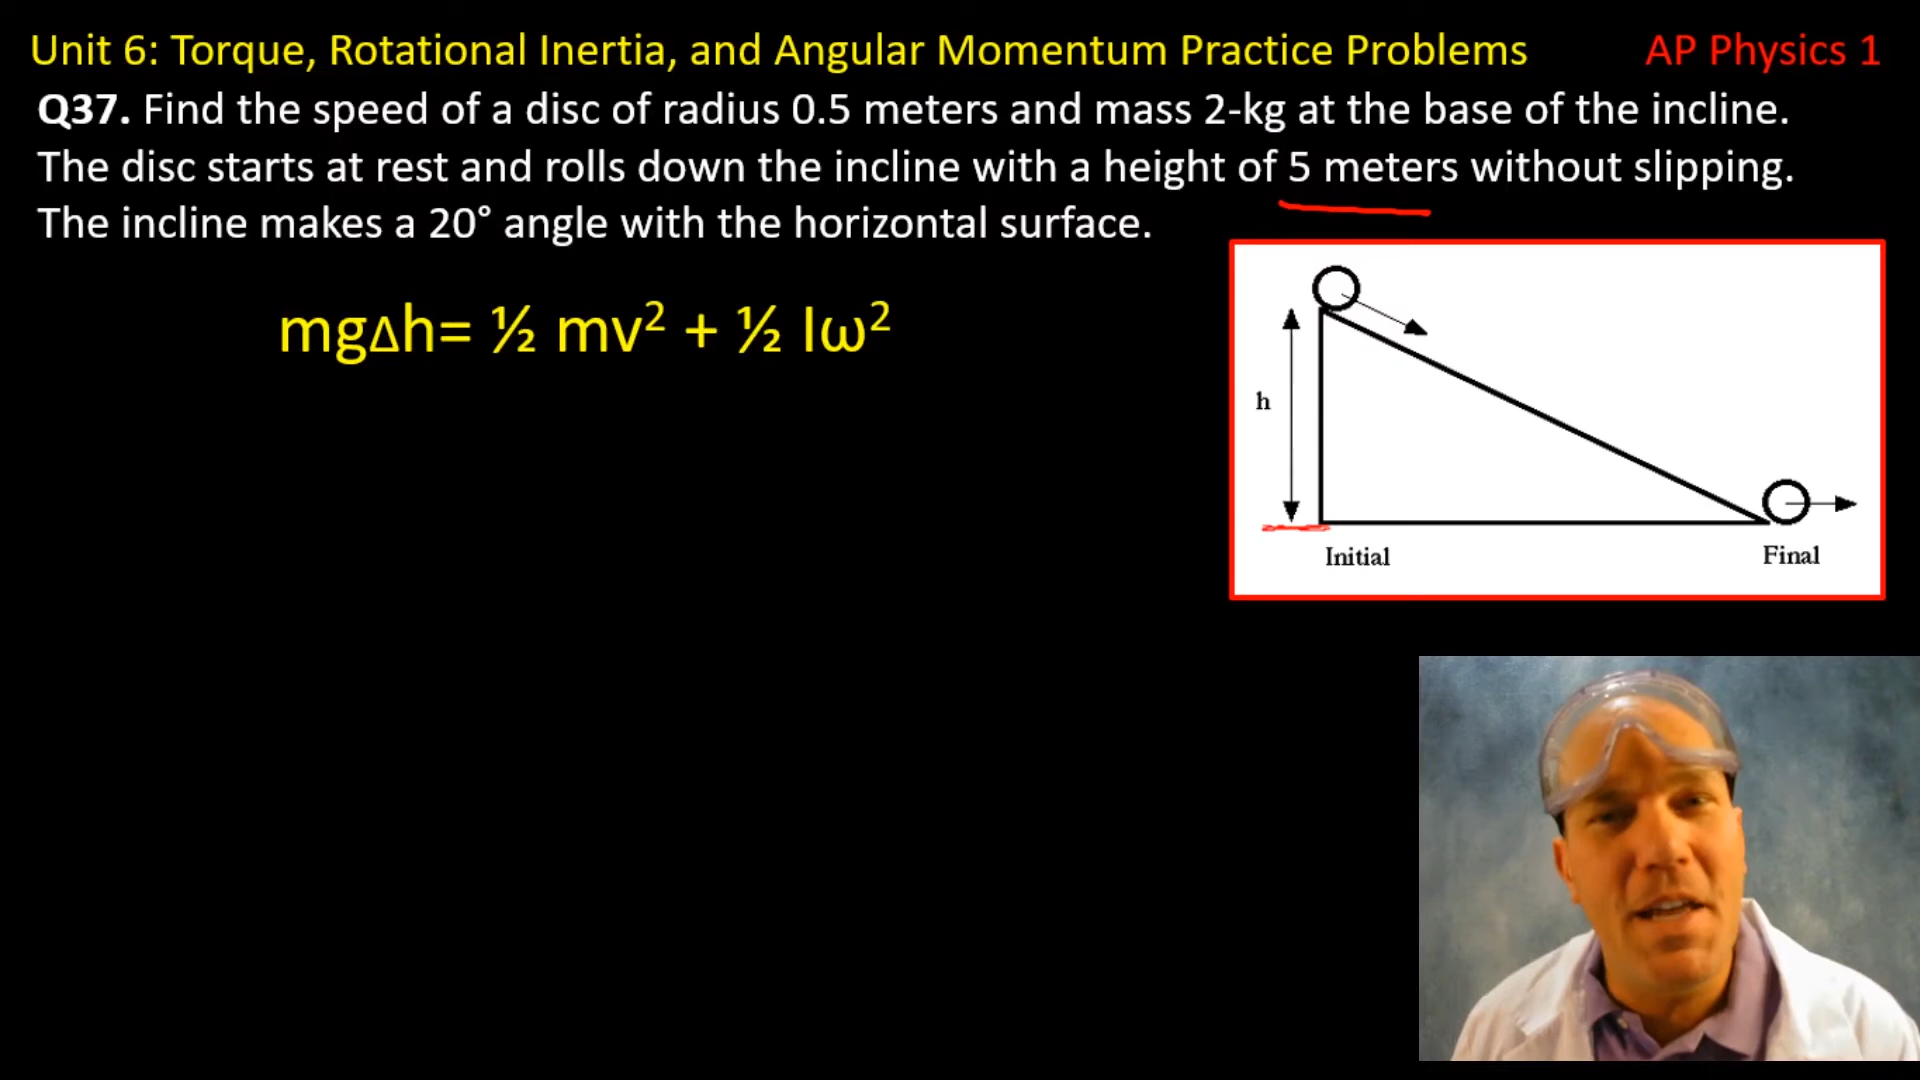 Unit 6: Torque, Rotational Inertia, and Angular Momentum Practice Problems AP Physics 1
Q37. Find the speed of a disc of radius 0.5 meters and mass 2-kg at the base of the incline.
The disc starts at rest and rolls down the incline with a height of 5 meters without slipping.
The incline makes a 20° angle with the horizontal surface.
mg∆h= ½ mv² + ½ Iω²
h
Initial
Final